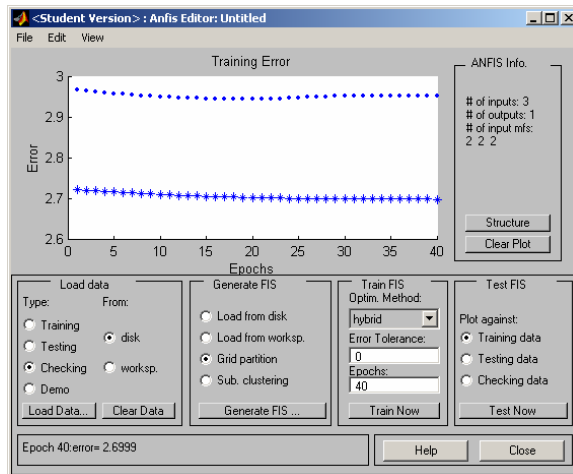 <Student Version> : Anfis Editor: Untitled
File Edit View
Training Error
3
2.9
2.8
2.7
2.6
Error
0 5 10 15 20 25 30 35 40
Epochs
ANFIS Info.
# of inputs: 3
# of outputs: 1
# of input mfs:
2 2 2
Structure
Clear Plot
Load data
Type: From:
Training
Testing
Checking
Demo
disk
worksp.
Load Data... Clear Data
Generate FIS
Load from disk
Load from worksp.
Grid partition
Sub. clustering
Generate FIS ...
Train FIS
Optim. Method:
hybrid
Error Tolerance:
0
Epochs:
40
Train Now
Test FIS
Plot against:
Training data
Testing data
Checking data
Test Now
Epoch 40:error= 2.6999
Help Close